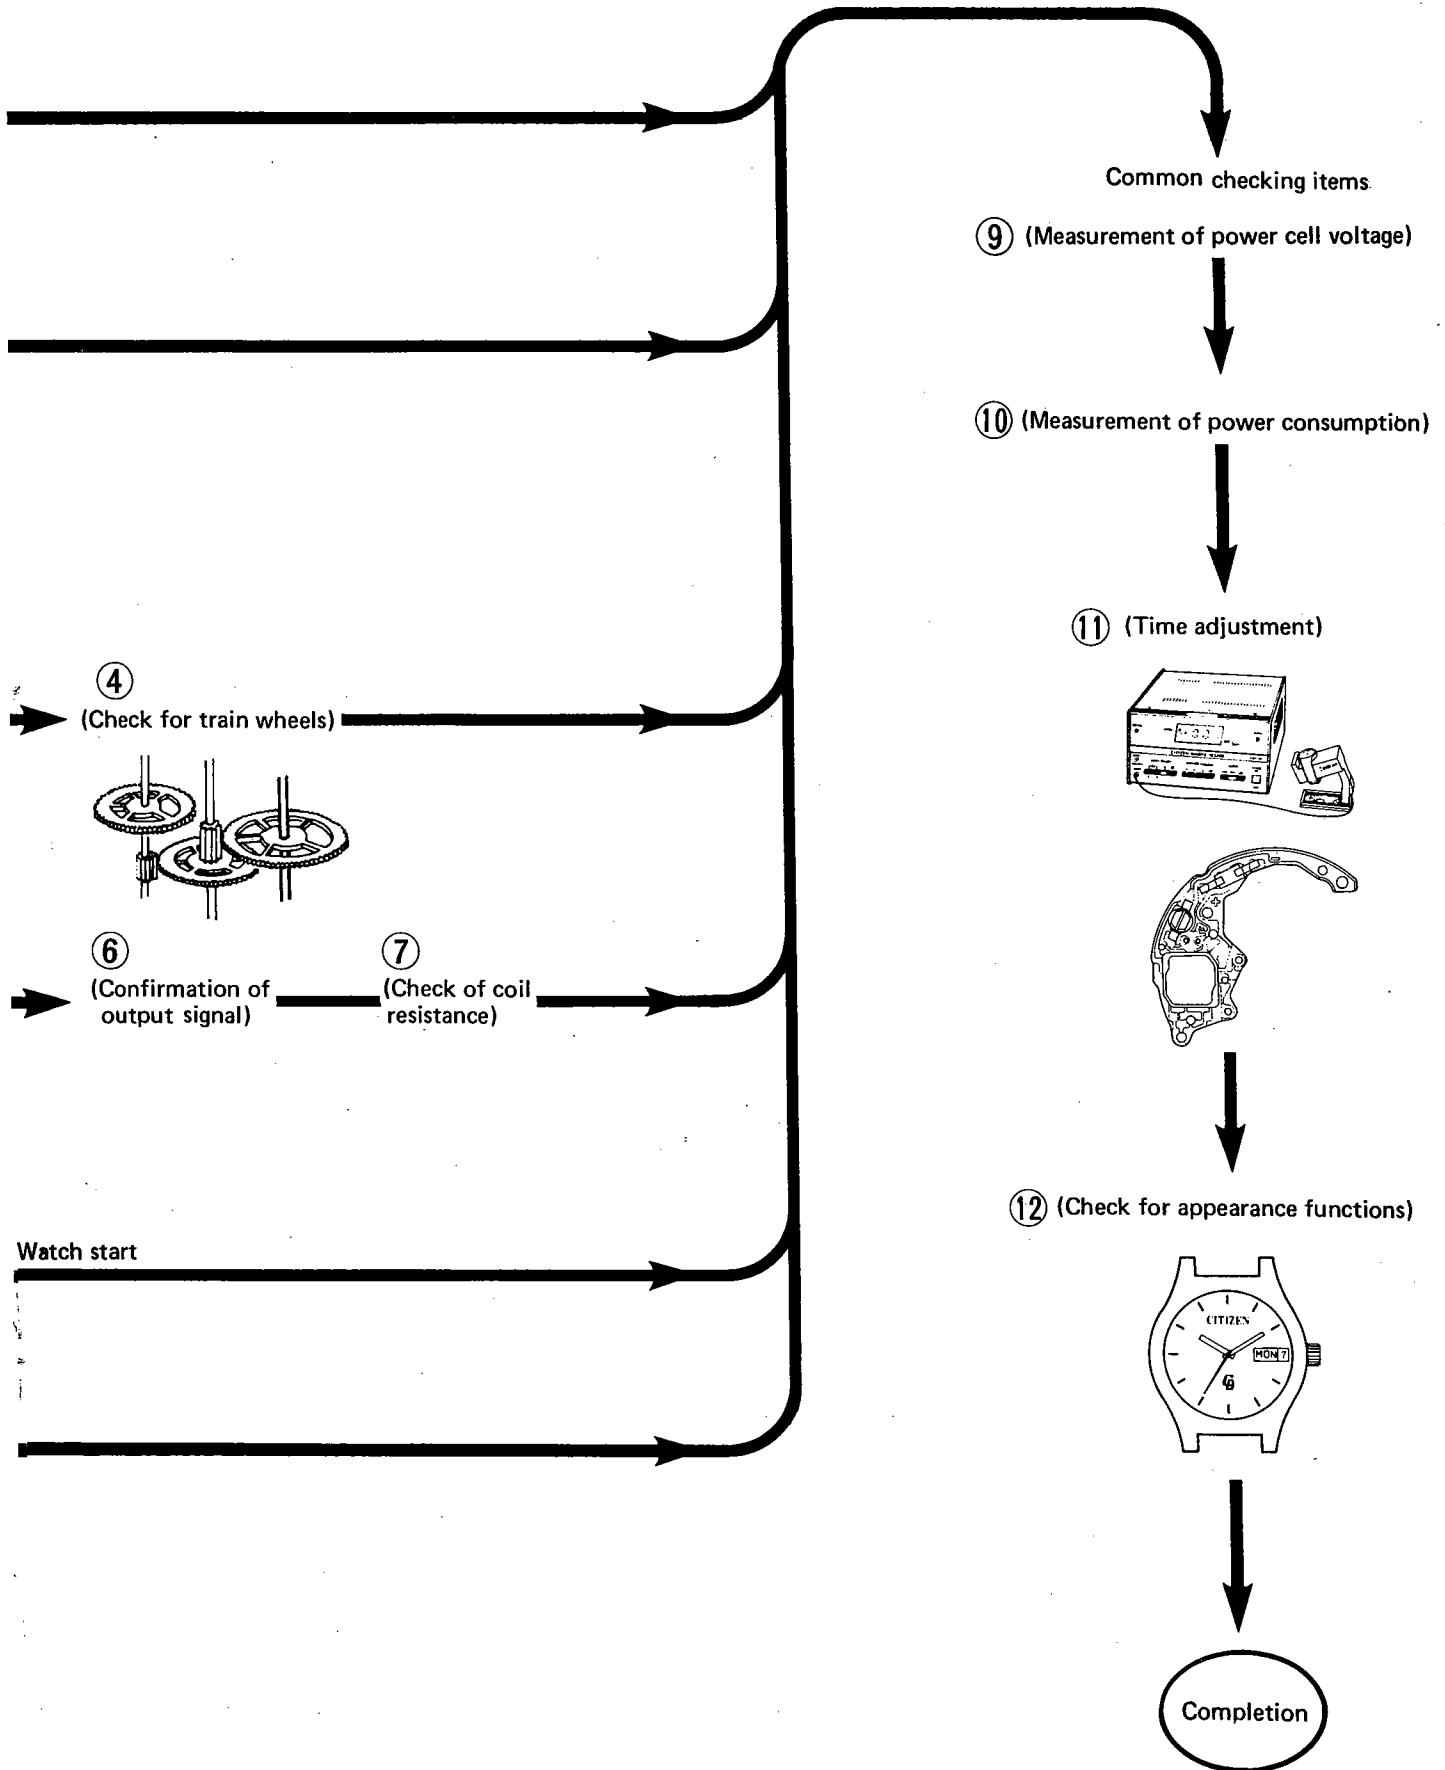 Common checking items
⑨ (Measurement of power cell voltage)
⑩ (Measurement of power consumption)
⑪ (Time adjustment)
④
(Check for train wheels)
⑥
(Confirmation of
output signal)
⑦
(Check of coil
resistance)
⑫ (Check for appearance functions)
Watch start
CITIZEN
MON 7
Completion